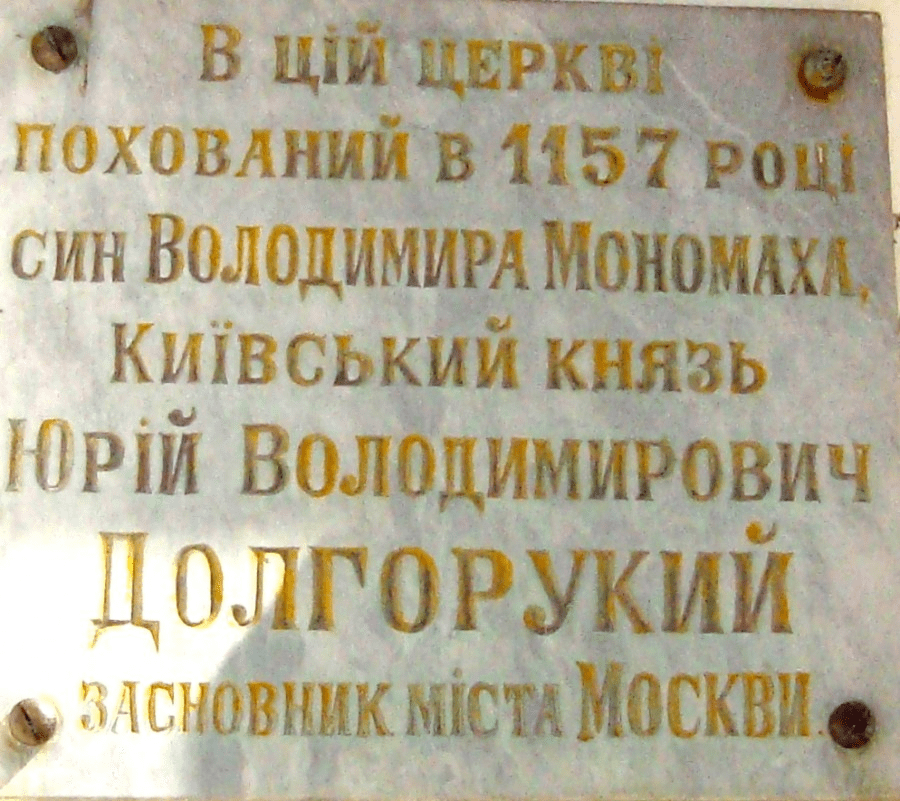 В ЦІЙ ЦЕРКВІ
ПОХОВАНИЙ В 1157 РОЦІ
СИН ВОЛОДИМИРА МОНОМАХА,
КИЇВСЬКИЙ КНЯЗЬ
ЮРІЙ ВОЛОДИМИРОВИЧ
ДОЛГОРУКИЙ
ЗАСНОВНИК МІСТА МОСКВИ.